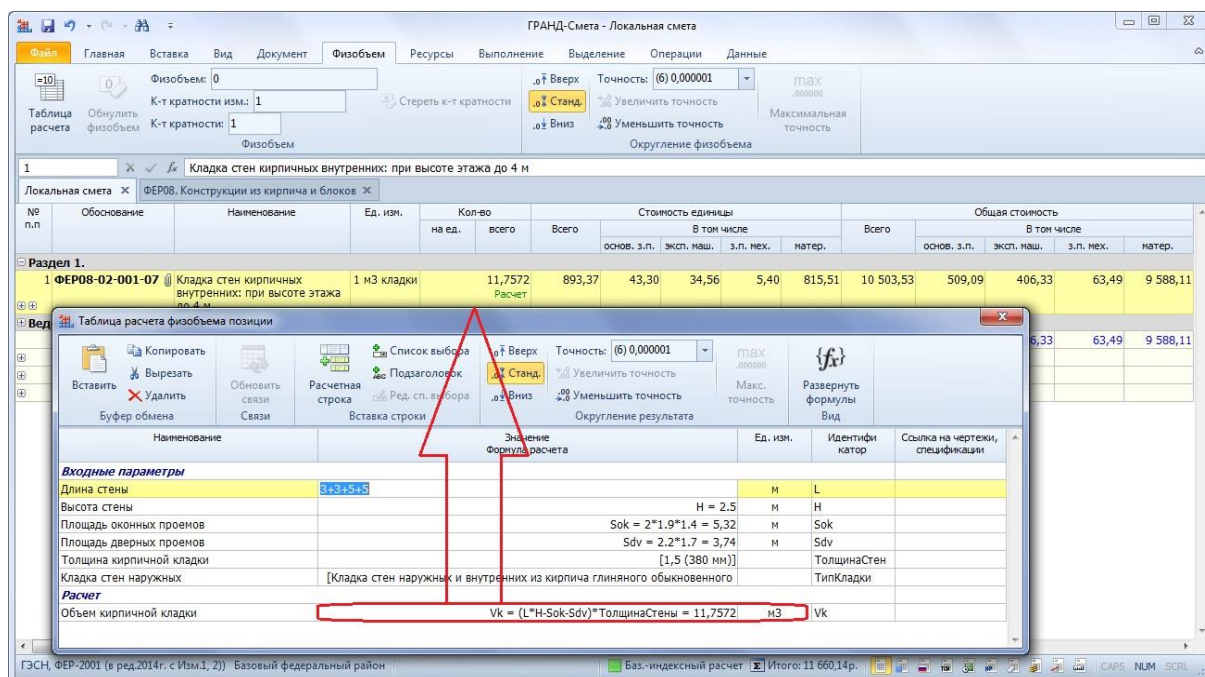 ГРАНД-Смета - Локальная смета
Файл Главная Вставка Вид Документ Физобъем Ресурсы Выполнение Выделение Операции Данные
Физобъем: 0
К-т кратности изм.: 1
К-т кратности: 1
Таблица расчета
Обнулить физобъем
Стереть к-т кратности
Физобъем
Вверх Точность: (6) 0,000001
Станд. Увеличить точность
Вниз Уменьшить точность
max
.000000
Максимальная точность
Округление физобъема
1 fx Кладка стен кирпичных внутренних: при высоте этажа до 4 м
Локальная смета ФЕР08. Конструкции из кирпича и блоков
№ п.п Обоснование Наименование Ед. изм. Кол-во Стоимость единицы Общая стоимость
на ед. всего Всего В том числе Всего В том числе
основ. з.п. эксп. маш. з.п. мех. матер. основ. з.п. эксп. маш. з.п. мех. матер.
Раздел 1.
1 ФЕР08-02-001-07 Кладка стен кирпичных 1 м3 кладки 11,7572 893,37 43,30 34,56 5,40 815,51 10 503,53 509,09 406,33 63,49 9 588,11
внутренних: при высоте этажа Расчет
до 4 м
Вед
6,33 63,49 9 588,11
Таблица расчета физобъема позиции
Вставить
Копировать
Вырезать
Удалить
Буфер обмена
Обновить связи
Связи
Расчетная строка
Список выбора
Подзаголовок
Ред. сп. выбора
Вставка строки
Вверх Точность: (6) 0,000001
Станд. Увеличить точность
Вниз Уменьшить точность
max
.000000
Макс. точность
Округление результата
{fx}
Развернуть формулы
Вид
Наименование Значение Ед. изм. Идентифи Ссылка на чертежи,
Формула расчета катор спецификации
Входные параметры
Длина стены 3+3+5+5 м L
Высота стены H = 2.5 м H
Площадь оконных проемов Sok = 2*1.9*1.4 = 5,32 м Sok
Площадь дверных проемов Sdv = 2.2*1.7 = 3,74 м Sdv
Толщина кирпичной кладки [1,5 (380 мм)] ТолщинаСтен
Кладка стен наружных [Кладка стен наружных и внутренних из кирпича глиняного обыкновенного ТипКладки
Расчет
Объем кирпичной кладки Vk = (L*H-Sok-Sdv)*ТолщинаСтены = 11,7572 м3 Vk
ГЭСН, ФЕР-2001 (в ред.2014г. с Изм.1, 2)) Базовый федеральный район Баз.-индексный расчет Итого: 11 660,14р. CAPS NUM SCRL